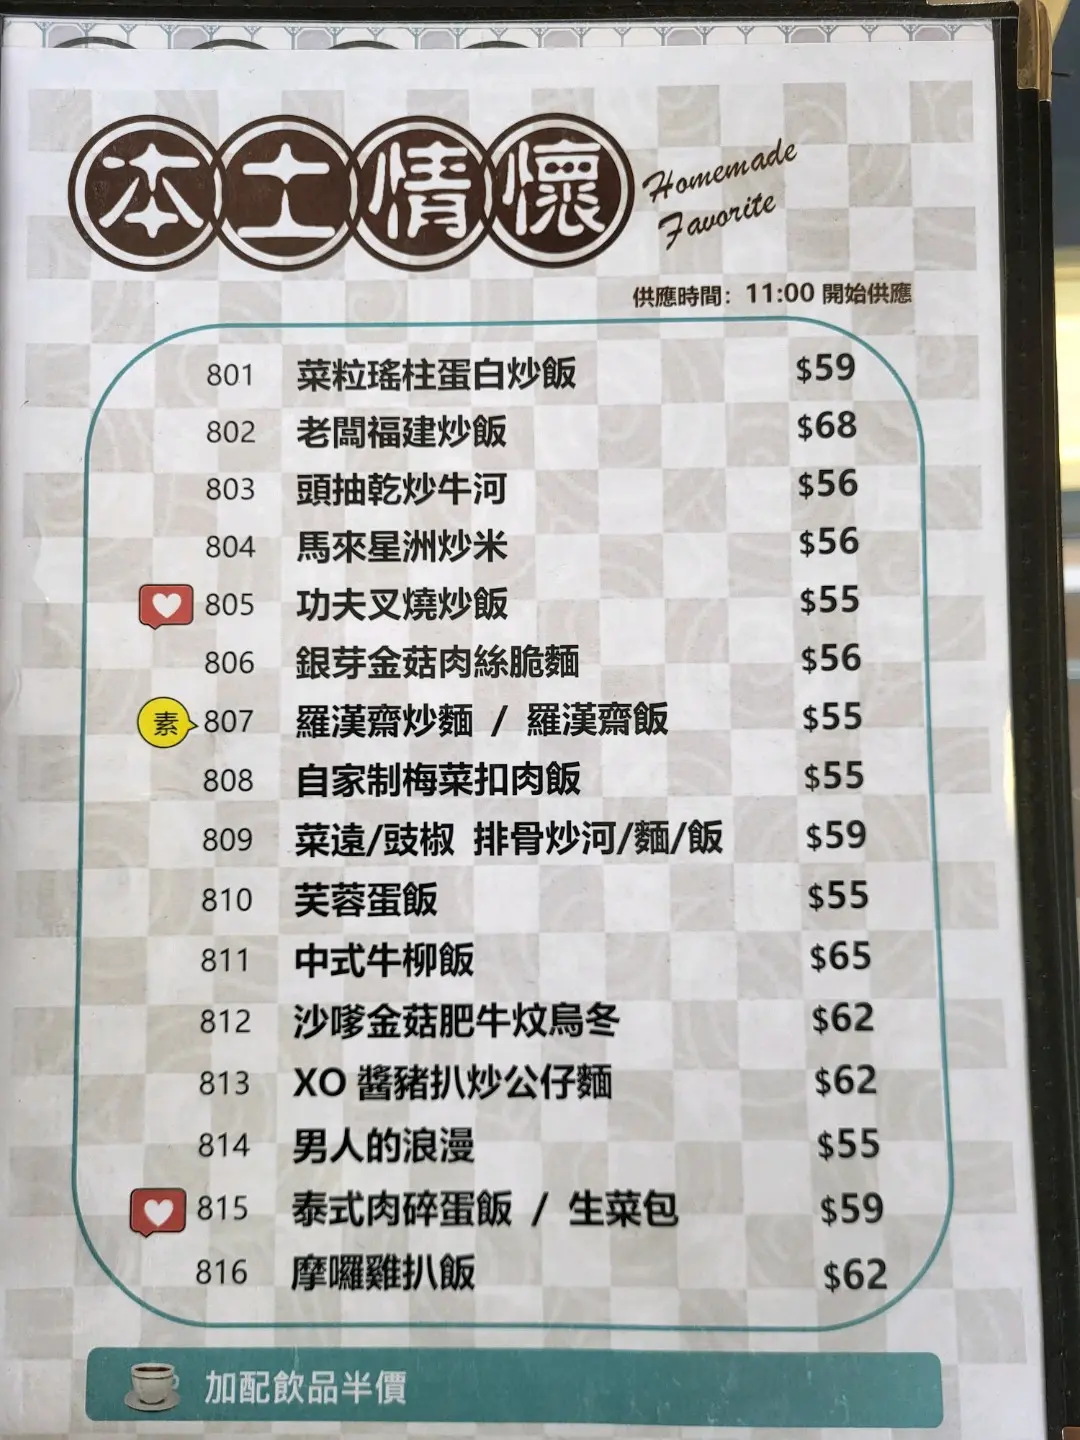 本土情懷
Homemade
Favorite
供應時間：11:00 開始供應
801 菜粒瑤柱蛋白炒飯 $59
802 老闆福建炒飯 $68
803 頭抽乾炒牛河 $56
804 馬來星洲炒米 $56
805 功夫叉燒炒飯 $55
806 銀芽金菇肉絲脆麵 $56
素 807 羅漢齋炒麵 / 羅漢齋飯 $55
808 自家制梅菜扣肉飯 $55
809 菜遠/豉椒 排骨炒河/麵/飯 $59
810 芙蓉蛋飯 $55
811 中式牛柳飯 $65
812 沙嗲金菇肥牛炆烏冬 $62
813 XO 醬豬扒炒公仔麵 $62
814 男人的浪漫 $55
815 泰式肉碎蛋飯 / 生菜包 $59
816 摩囉雞扒飯 $62
加配飲品半價